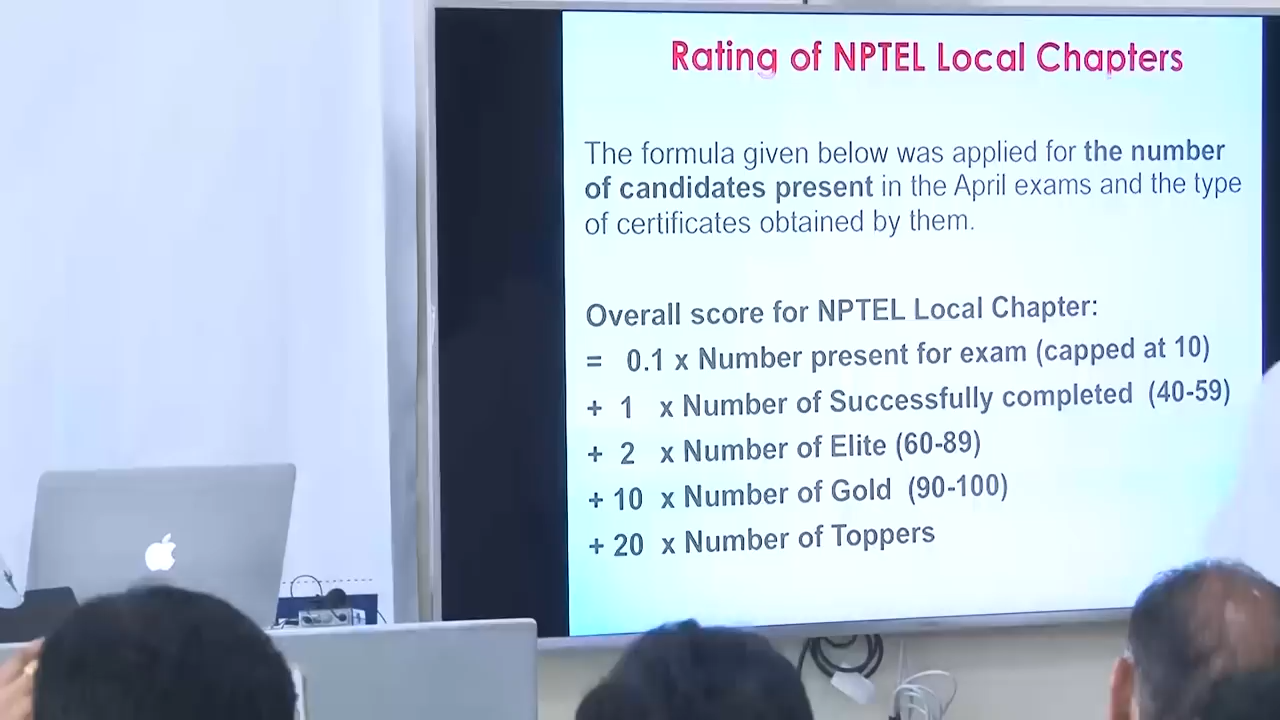 Rating of NPTEL Local Chapters
The formula given below was applied for the number
of candidates present in the April exams and the type
of certificates obtained by them.
Overall score for NPTEL Local Chapter:
= 0.1 x Number present for exam (capped at 10)
+ 1 x Number of Successfully completed (40-59)
+ 2 x Number of Elite (60-89)
+ 10 x Number of Gold (90-100)
+ 20 x Number of Toppers